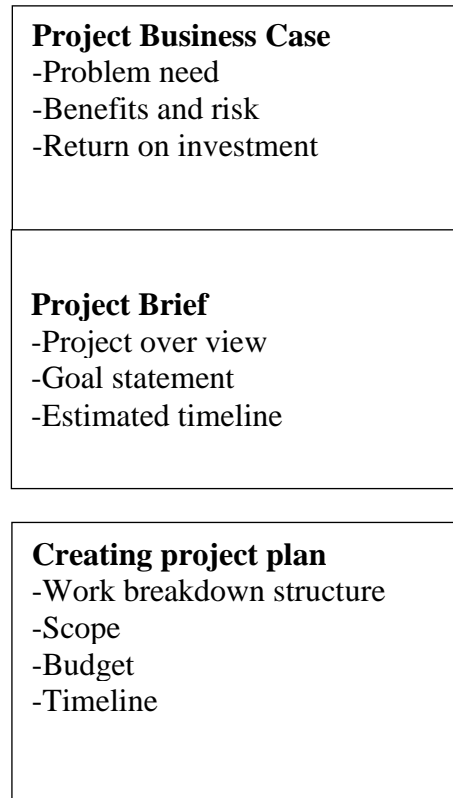 Project Business Case
-Problem need
-Benefits and risk
-Return on investment
Project Brief
-Project over view
-Goal statement
-Estimated timeline
Creating project plan
-Work breakdown structure
-Scope
-Budget
-Timeline